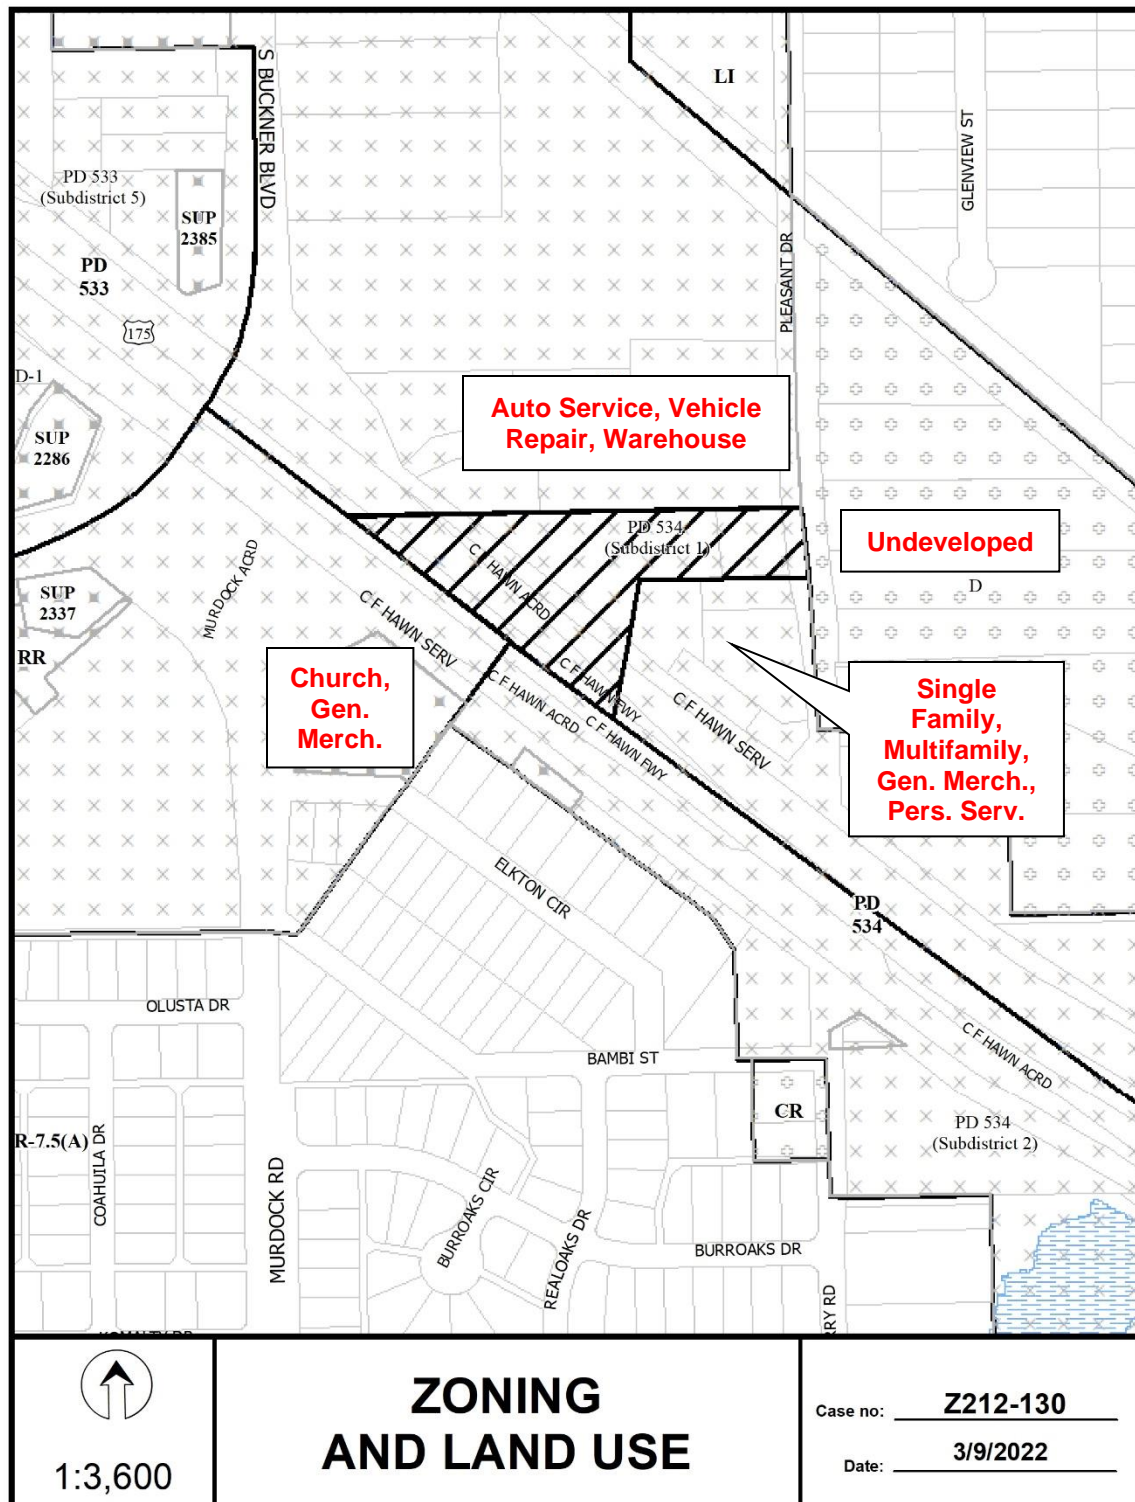 LI
S BUCKNER BLVD
GLENVIEW ST
PD 533
(Subdistrict 5)
SUP
2385
PD
533
PLEASANT DR
175
D-1
Auto Service, Vehicle
Repair, Warehouse
SUP
2286
PD 534
(Subdistrict 1)
Undeveloped
C F HAWN ACRD
MURDOCK ACRD
D
SUP
2337
C F HAWN SERV
RR
Church,
Gen.
Merch.
C F HAWN FWY
C F HAWN ACRD
C F HAWN FWY
C F HAWN SERV
Single
Family,
Multifamily,
Gen. Merch.,
Pers. Serv.
ELKTON CIR
PD
534
OLUSTA DR
C F HAWN ACRD
BAMBI ST
CR
PD 534
(Subdistrict 2)
R-7.5(A)
COAHUILA DR
MURDOCK RD
BURROAKS CIR
REALOAKS DR
BURROAKS DR
RRY RD
1:3,600
ZONING
AND LAND USE
Case no: Z212-130
Date: 3/9/2022